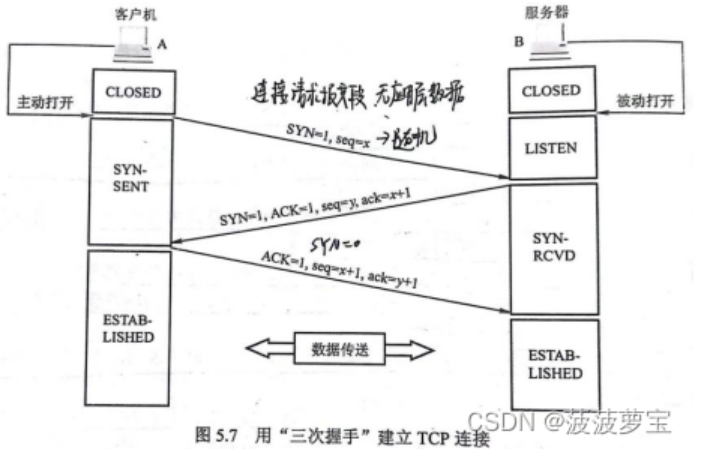 客户机
服务器
A
B
主动打开
CLOSED
连接请求报文段 无应用层数据
CLOSED
被动打开
SYN=1, seq=x
→随机
LISTEN
SYN-
SENT
SYN=1, ACK=1, seq=y, ack=x+1
SYN=0
SYN-
RCVD
ACK=1, seq=x+1, ack=y+1
ESTAB-
LISHED
数据传送
ESTAB-
LISHED
CSDN @菠菠萝宝
图 5.7 用“三次握手”建立 TCP 连接